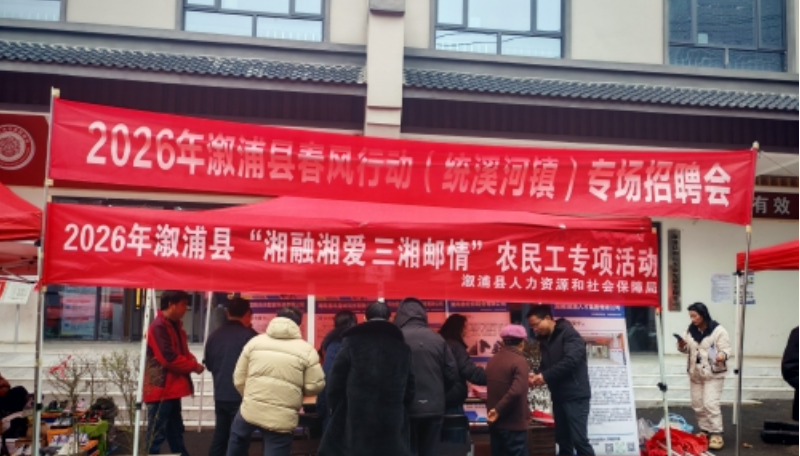 2026年溆浦县春风行动（统溪河镇）专场招聘会
2026年溆浦县“湘融湘爱 三湘邮情”农民工专项活动
溆浦县人力资源和社会保障局
有效